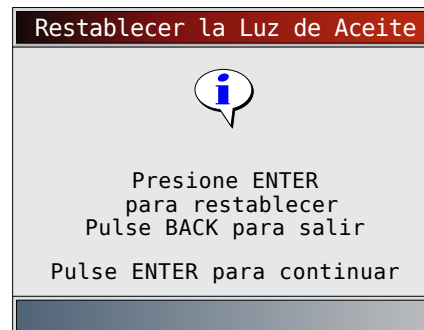 Restablecer la Luz de Aceite
Presione ENTER
para restablecer
Pulse BACK para salir
Pulse ENTER para continuar